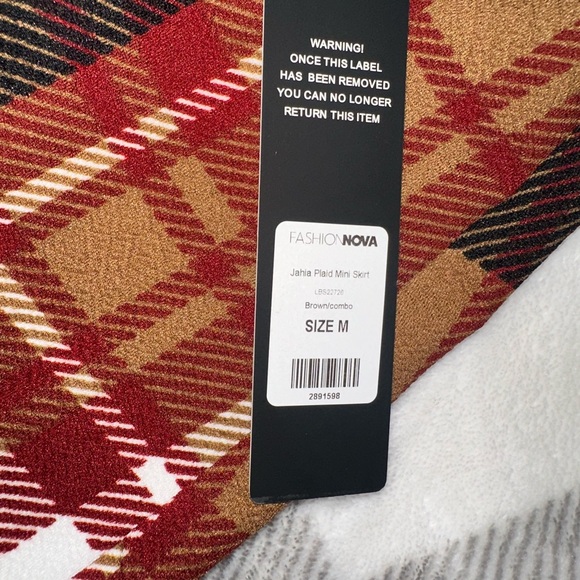 WARNING!
ONCE THIS LABEL
HAS BEEN REMOVED
YOU CAN NO LONGER
RETURN THIS ITEM
FASHIONNOVA
Jahia Plaid Mini Skirt
LBS22726
Brown/combo
SIZE M
2891598